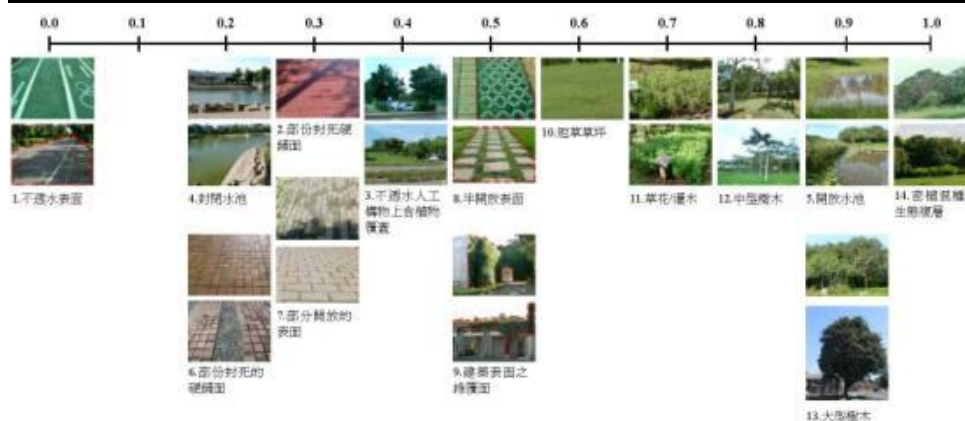 0.0 0.1 0.2 0.3 0.4 0.5 0.6 0.7 0.8 0.9 1.0
1.不透水表面
4.封閉水池
2.部份封死硬
鋪面
3.不透水人工
構物上含植物
覆蓋
8.半開放表面
10.短草草坪
11.草花/灌木
12.中型樹木
5.開放水池
14.密植混種
生態複層
6.部份封死的
硬鋪面
7.部分開放的
表面
9.建築表面之
綠覆面
13.大型樹木